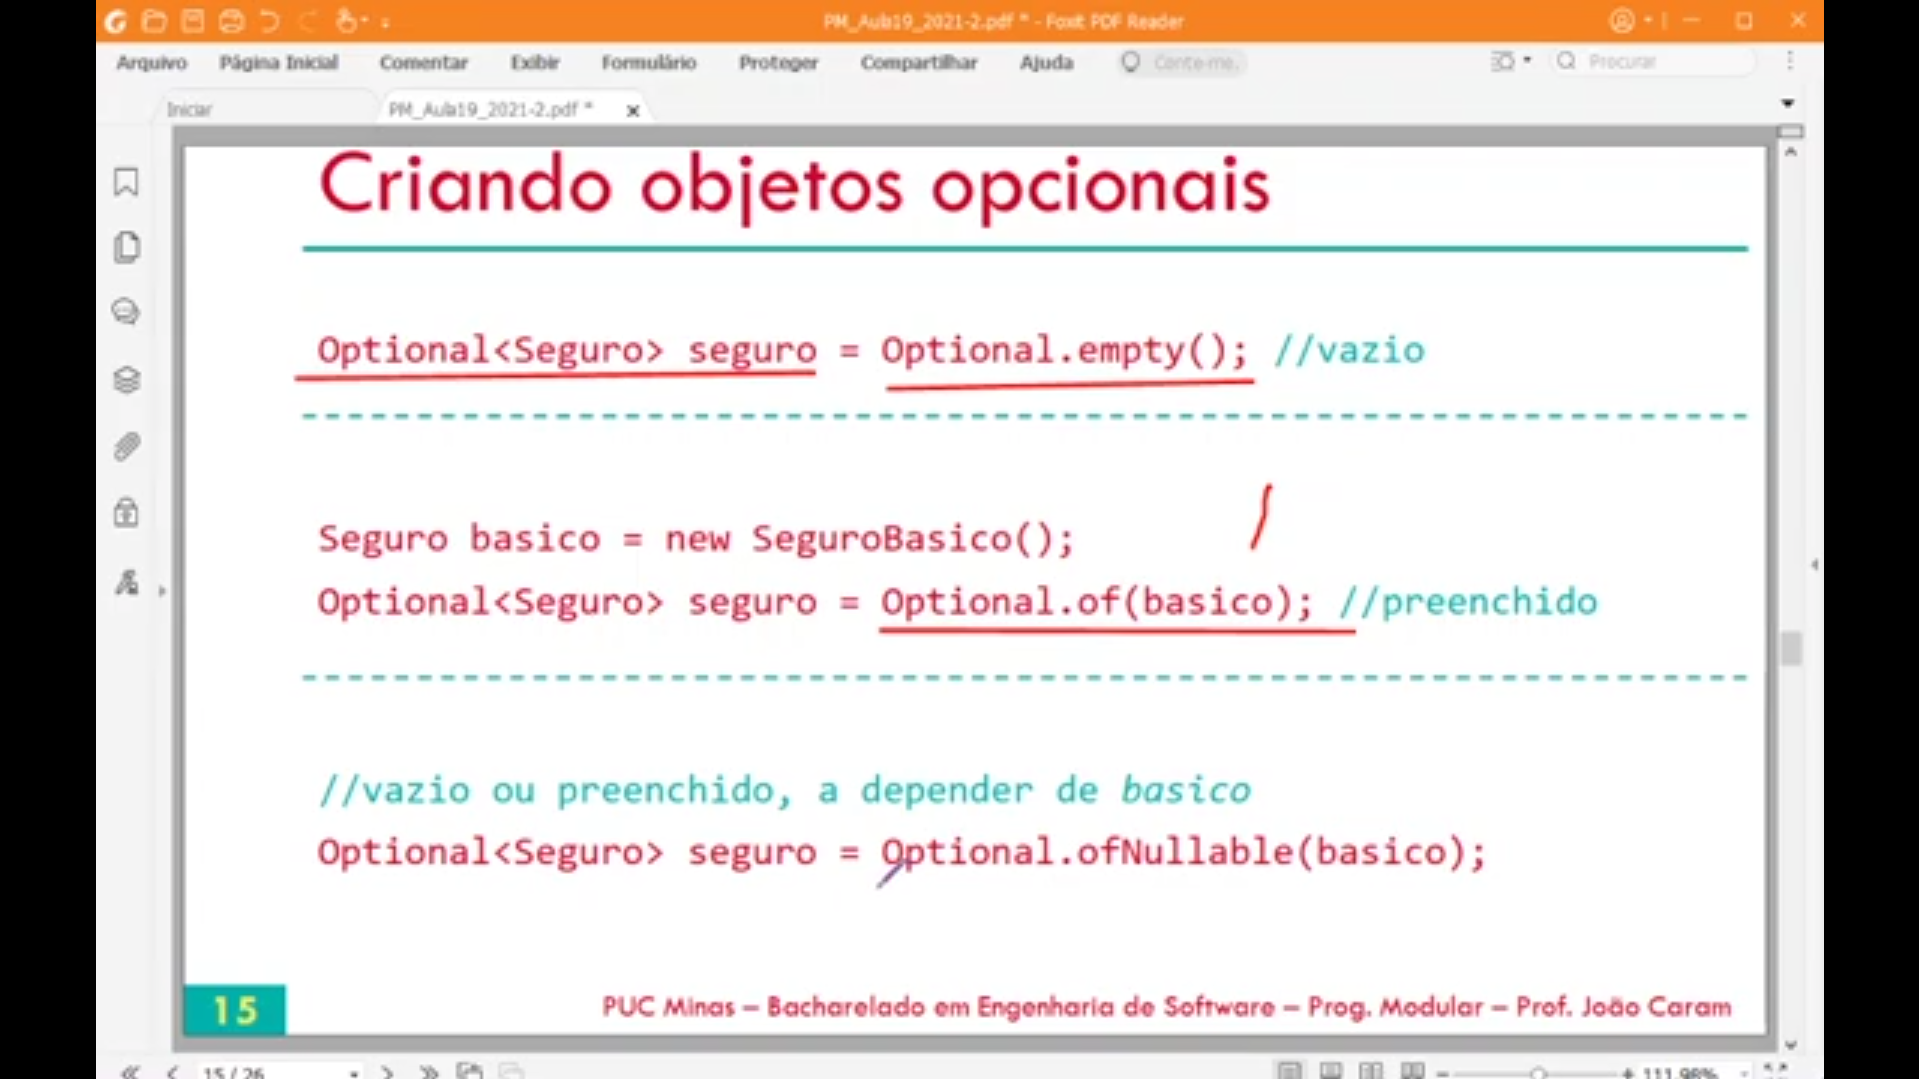 PM_Aula19_2021-2.pdf * - Foxit PDF Reader
Arquivo Página Inicial Comentar Exibir Formulário Proteger Compartilhar Ajuda Conte-me. Procurar
Iniciar PM_Aula19_2021-2.pdf *
Criando objetos opcionais
Optional<Seguro> seguro = Optional.empty(); //vazio
Seguro basico = new SeguroBasico();
Optional<Seguro> seguro = Optional.of(basico); //preenchido
//vazio ou preenchido, a depender de basico
Optional<Seguro> seguro = Optional.ofNullable(basico);
15 PUC Minas – Bacharelado em Engenharia de Software – Prog. Modular – Prof. João Caram
15 / 26 111.98%